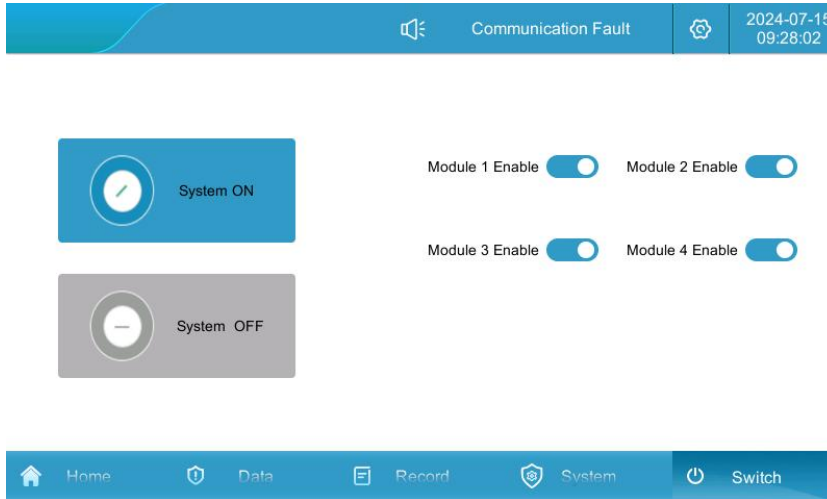 Communication Fault
2024-07-15
09:28:02
System ON
Module 1 Enable
Module 2 Enable
Module 3 Enable
Module 4 Enable
System OFF
Home
Data
Record
System
Switch